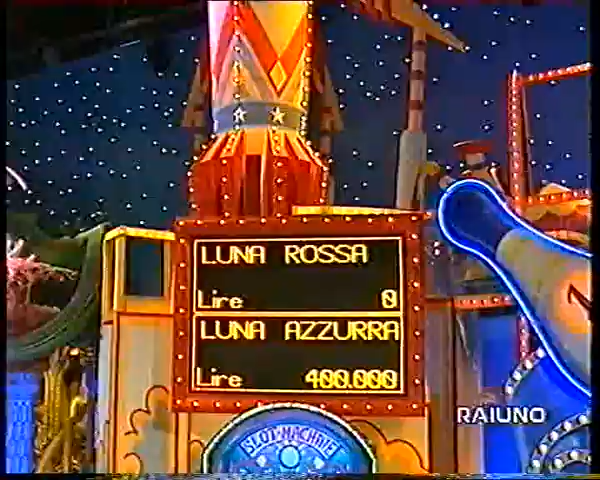 LUNA ROSSA
Lire 0
LUNA AZZURRA
Lire 400.000
RAIUNO
SLOT MACHINE